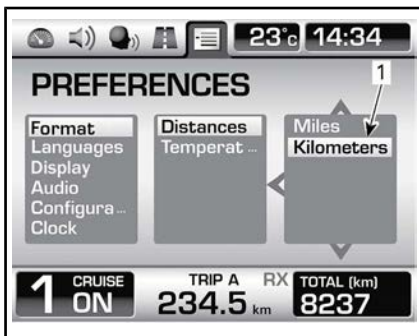 23°c 14:34
1
PREFERENCES
Format
Languages
Display
Audio
Configura...
Clock
Distances
Temperat...
Miles
Kilometers
1 CRUISE ON
TRIP A RX
234.5 km
TOTAL (km)
8237